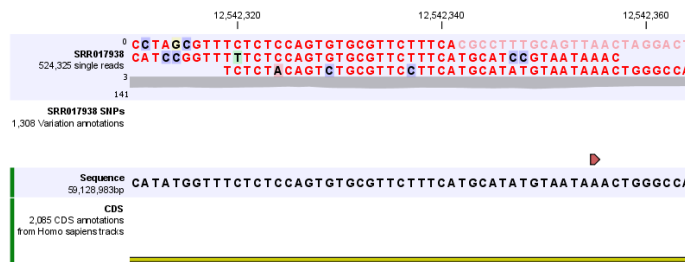 12,542,320 12,542,340 12,542,360
0
CCTAGCGTTTCTCTCCAGTGTGCGTTCTTTCACGCCTTTGCAGTTAACTAGGACT
SRR017938
CATCCGGTTTTTCTCCAGTGTGCGTTCTTTCATGCATCCGTAATAAAC
524,325 single reads
TCTCTACAGTCTGCGTTCCTTCATGCATATGTAATAAACTGGGCCA
3
141
SRR017938 SNPs
1,308 Variation annotations
Sequence
CATATGGTTTCTCTCCAGTGTGCGTTCTTTCATGCATATGTAATAAACTGGGCCA
59,128,983bp
CDS
2,085 CDS annotations
from Homo sapiens tracks